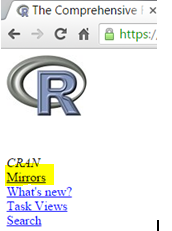 The Comprehensive
https:/
R
CRAN
Mirrors
What's new?
Task Views
Search